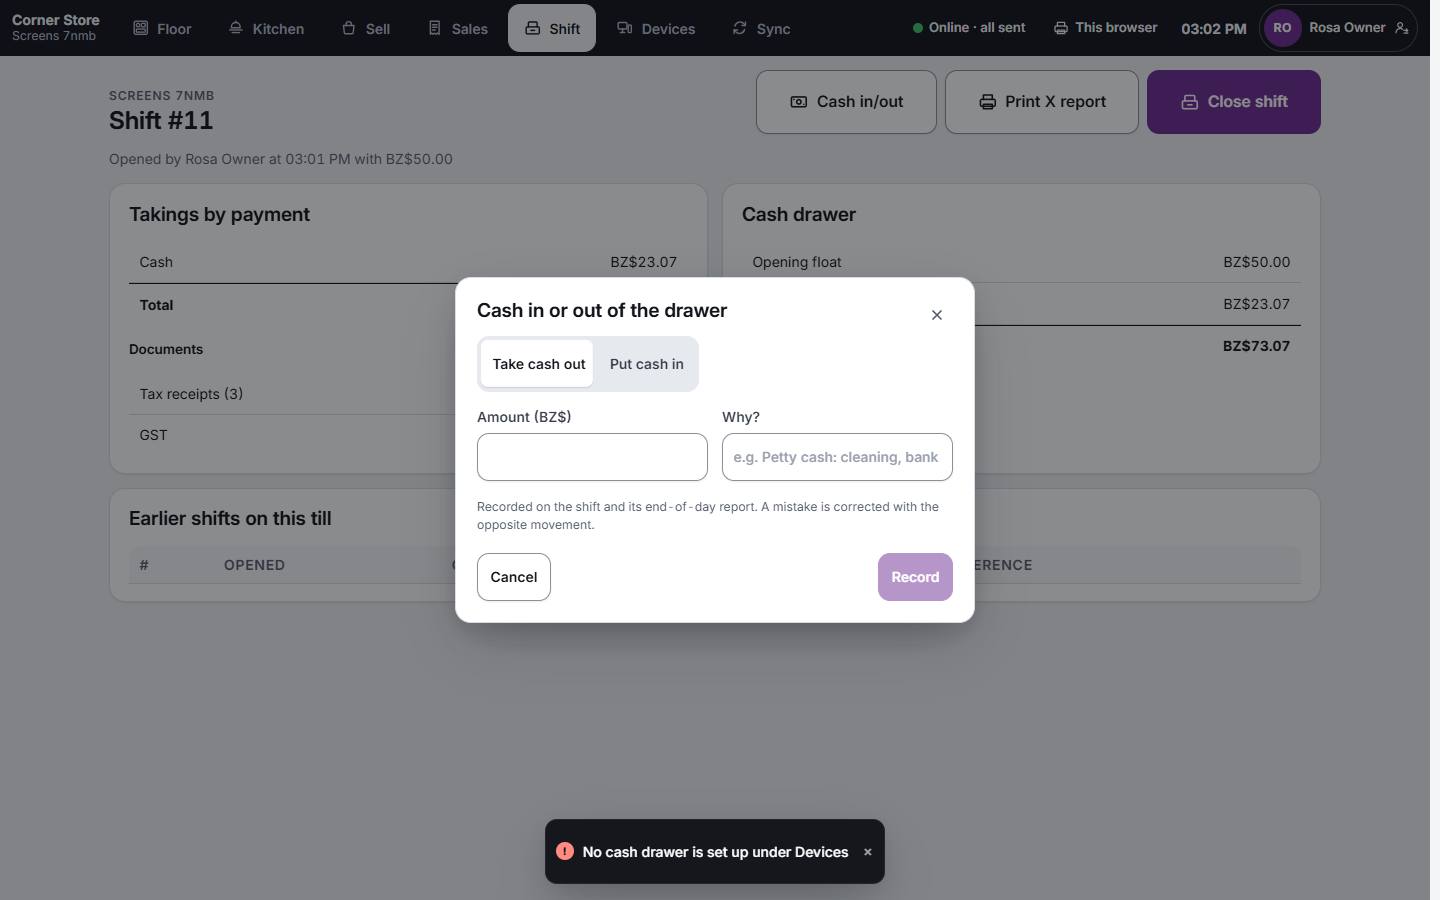 Corner Store
Screens 7nmb
Floor
Kitchen
Sell
Sales
Shift
Devices
Sync
Online · all sent
This browser
03:02 PM
RO
Rosa Owner
SCREENS 7NMB
Shift #11
Cash in/out
Print X report
Close shift
Opened by Rosa Owner at 03:01 PM with BZ$50.00
Takings by payment
Cash BZ$23.07
Total
Documents
Tax receipts (3)
GST
Cash drawer
Opening float BZ$50.00
BZ$23.07
BZ$73.07
Cash in or out of the drawer
×
Take cash out
Put cash in
Amount (BZ$)
Why?
e.g. Petty cash: cleaning, bank
Recorded on the shift and its end-of-day report. A mistake is corrected with the
opposite movement.
Cancel
Record
Earlier shifts on this till
# OPENED ERENCE
! No cash drawer is set up under Devices ×